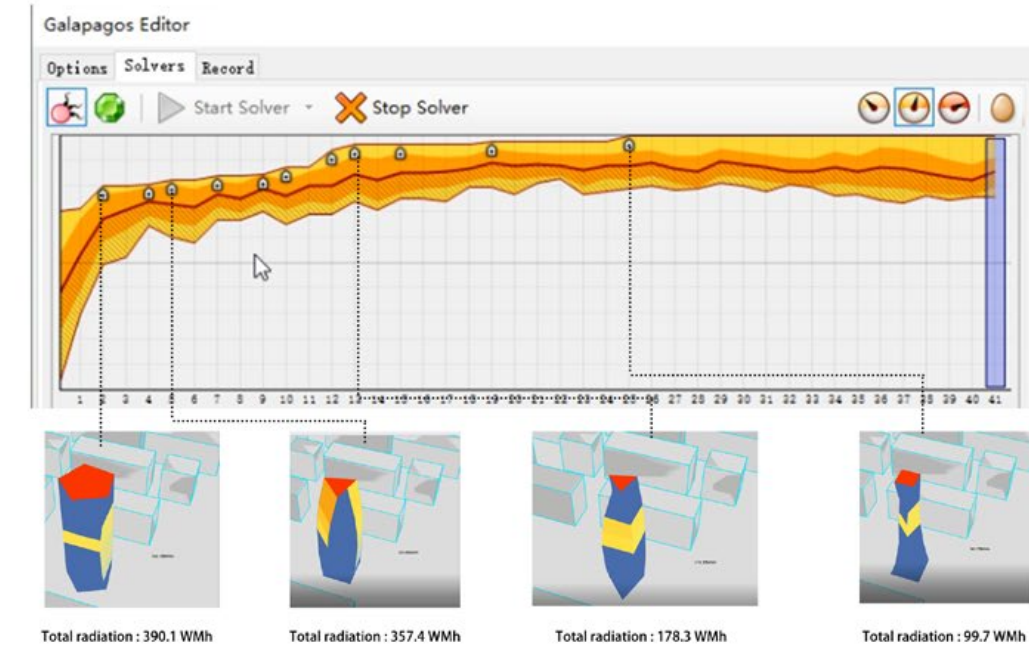 Galapagos Editor
Options Solvers Record
Start Solver Stop Solver
1 2 3 4 5 6 7 8 9 10 11 12 13 14 15 16 17 18 19 20 21 22 23 24 25 26 27 28 29 30 31 32 33 34 35 36 37 38 39 40 41
Total radiation : 390.1 WMh Total radiation : 357.4 WMh Total radiation : 178.3 WMh Total radiation : 99.7 WMh